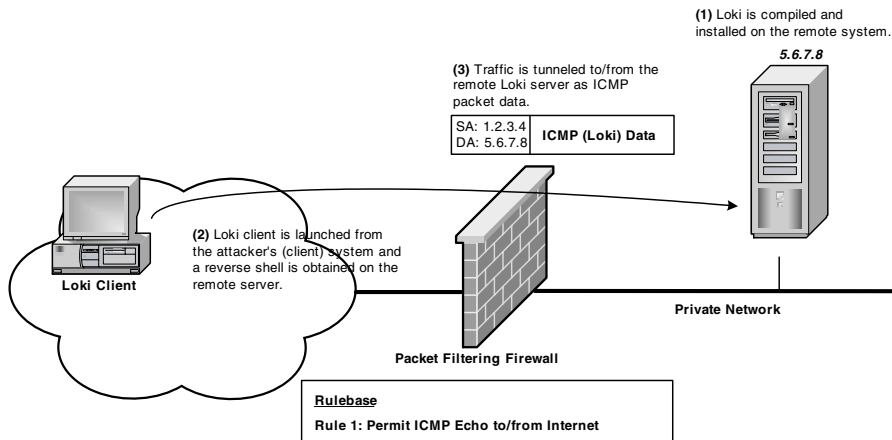 (1) Loki is compiled and
installed on the remote system.
5.6.7.8
(3) Traffic is tunneled to/from the
remote Loki server as ICMP
packet data.
SA: 1.2.3.4
DA: 5.6.7.8
ICMP (Loki) Data
(2) Loki client is launched from
the attacker's (client) system and
a reverse shell is obtained on the
remote server.
Loki Client
Private Network
Packet Filtering Firewall
Rulebase
Rule 1: Permit ICMP Echo to/from Internet